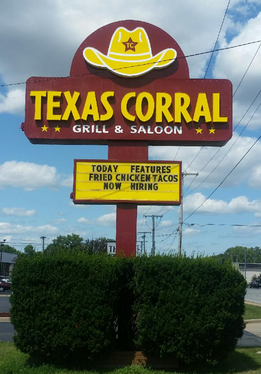 TC
TEXAS CORRAL
GRILL & SALOON
TODAY FEATURES
FRIED CHICKEN TACOS
NOW HIRING